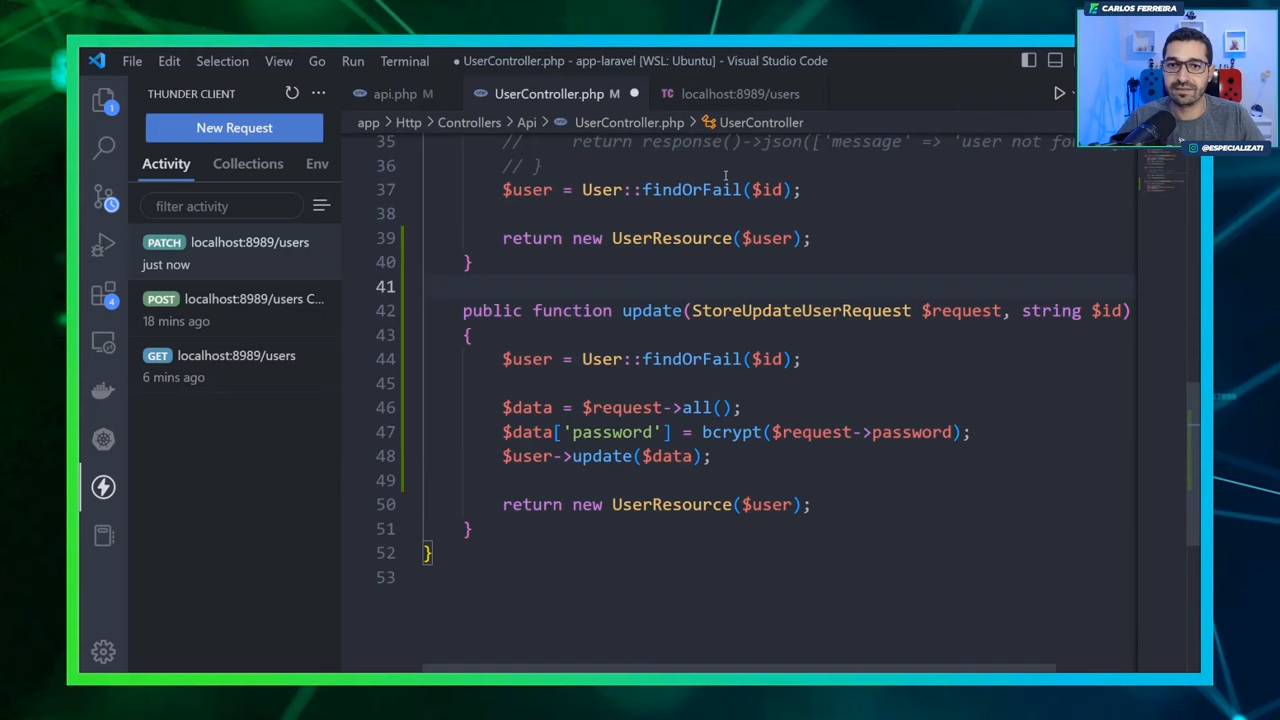 CARLOS FERREIRA
@ESPECIALIZATI
File Edit Selection View Go Run Terminal
● UserController.php - app-laravel [WSL: Ubuntu] - Visual Studio Code
THUNDER CLIENT
New Request
Activity Collections Env
filter activity
PATCH localhost:8989/users
just now
POST localhost:8989/users C...
18 mins ago
GET localhost:8989/users
6 mins ago
1
4
api.php M UserController.php M ● TC localhost:8989/users
app > Http > Controllers > Api > UserController.php > UserController
35 // return response()->json(['message' => 'user not fo
36 // }
37 $user = User::findOrFail($id);
38
39 return new UserResource($user);
40 }
41
42 public function update(StoreUpdateUserRequest $request, string $id)
43 {
44 $user = User::findOrFail($id);
45
46 $data = $request->all();
47 $data['password'] = bcrypt($request->password);
48 $user->update($data);
49
50 return new UserResource($user);
51 }
52 }
53